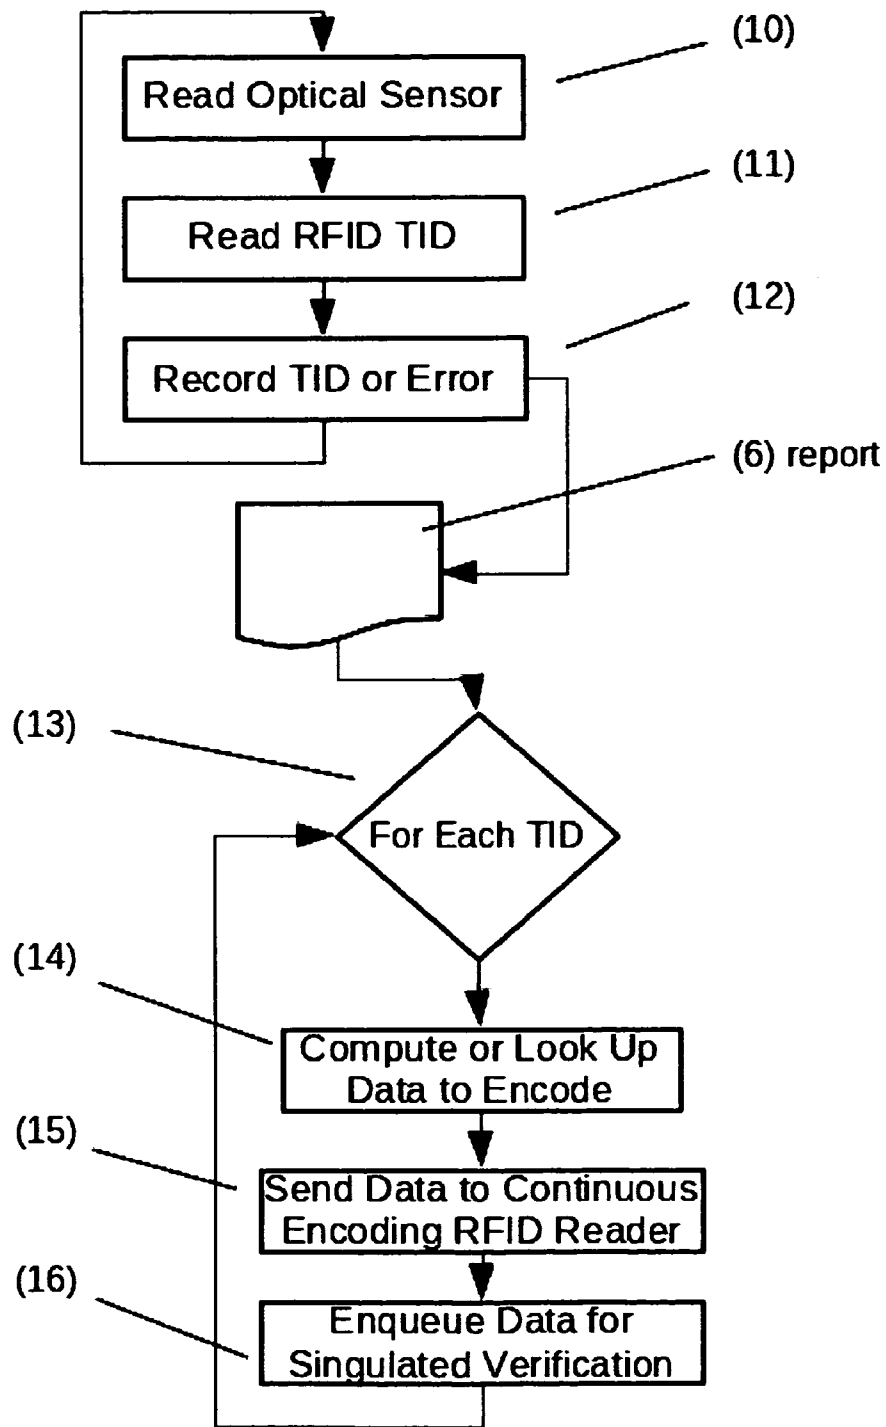 (10)
Read Optical Sensor
(11)
Read RFID TID
(12)
Record TID or Error
(6) report
(13)
For Each TID
(14)
Compute or Look Up
Data to Encode
(15)
Send Data to Continuous
Encoding RFID Reader
(16)
Enqueue Data for
Singulated Verification